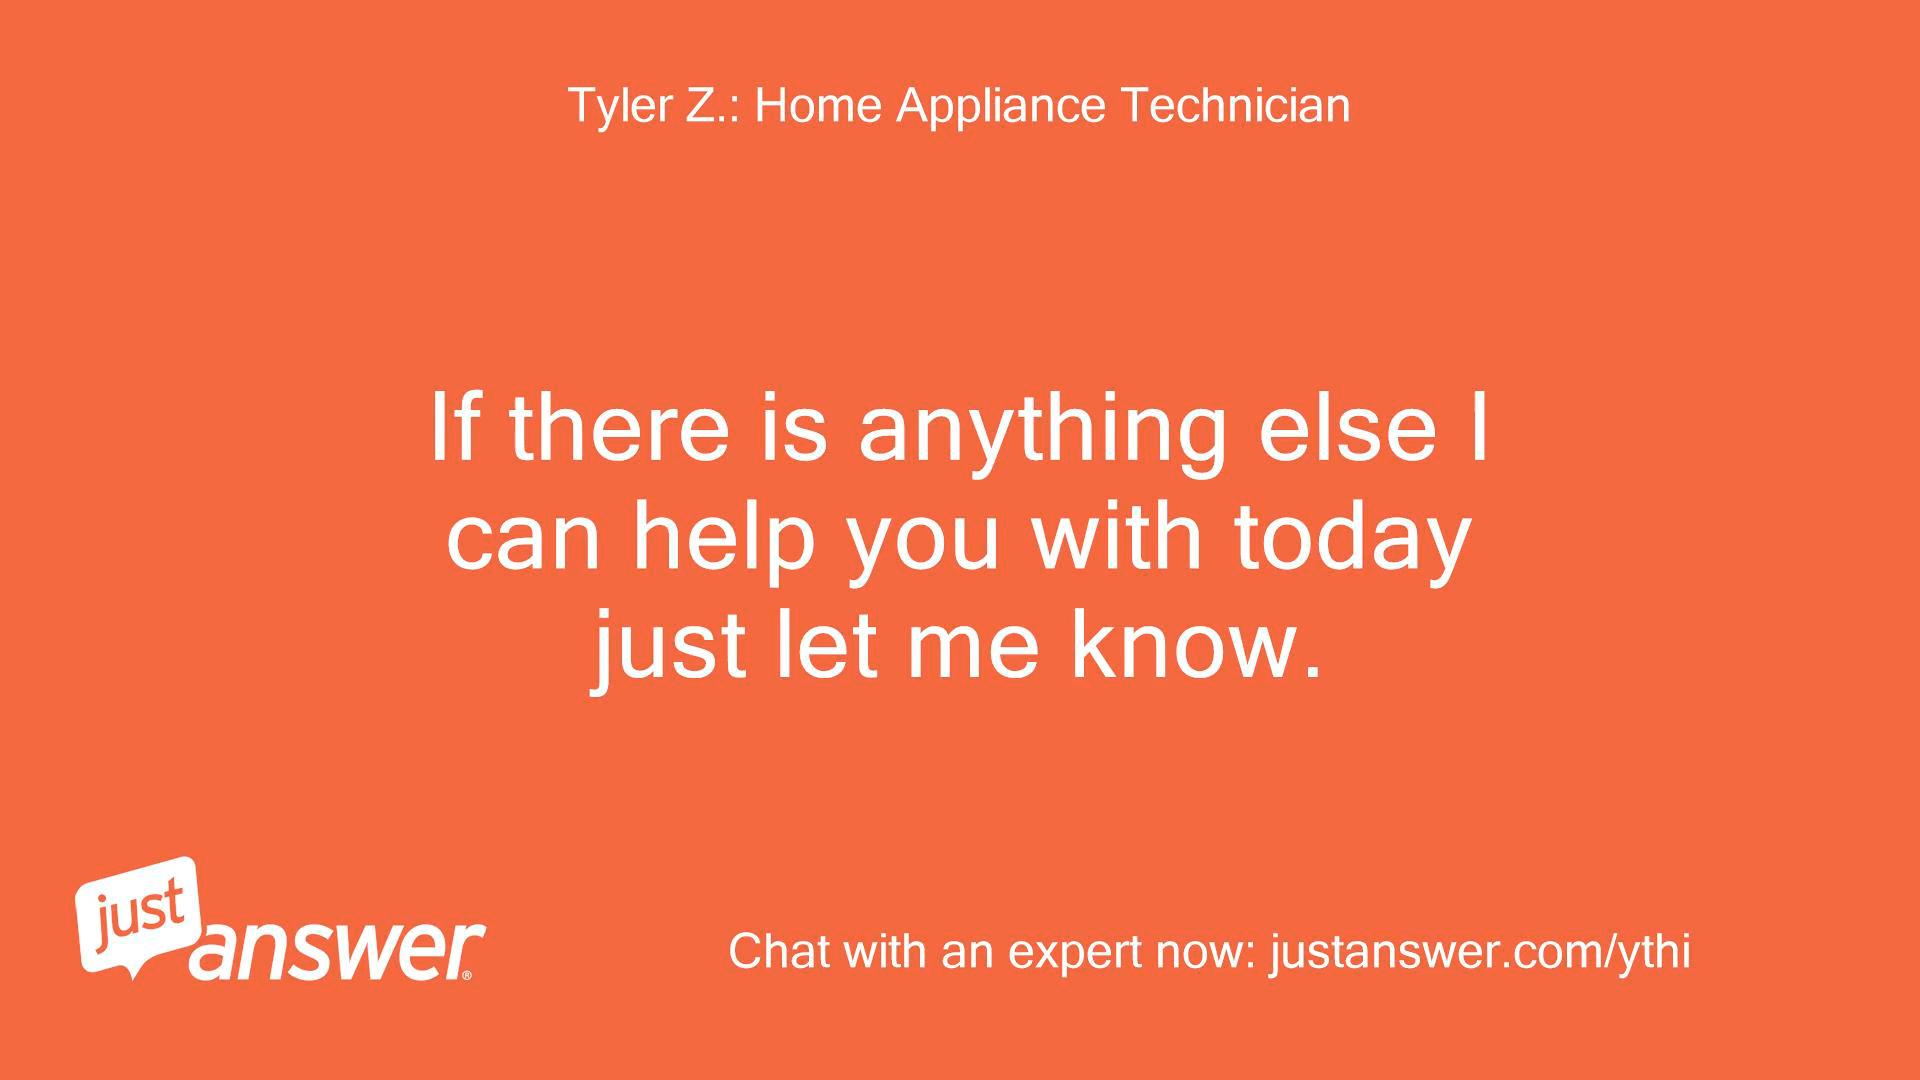 Tyler Z.: Home Appliance Technician
If there is anything else I
can help you with today
just let me know.
just
answer®
Chat with an expert now: justanswer.com/ythi